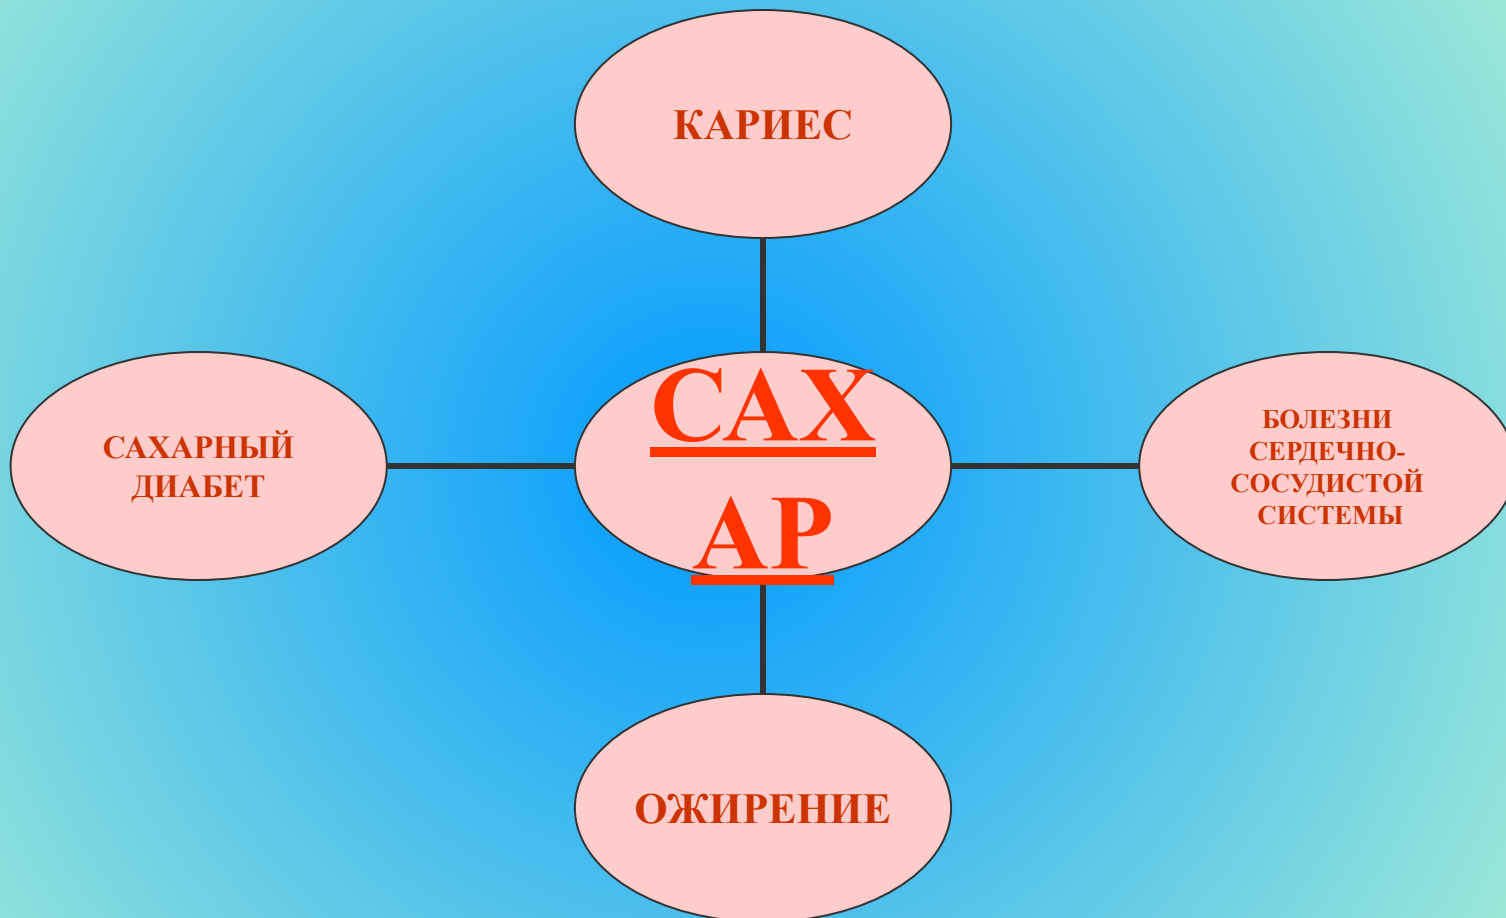 КАРИЕС
САХ
АР
САХАРНЫЙ
ДИАБЕТ
БОЛЕЗНИ
СЕРДЕЧНО-
СОСУДИСТОЙ
СИСТЕМЫ
ОЖИРЕНИЕ